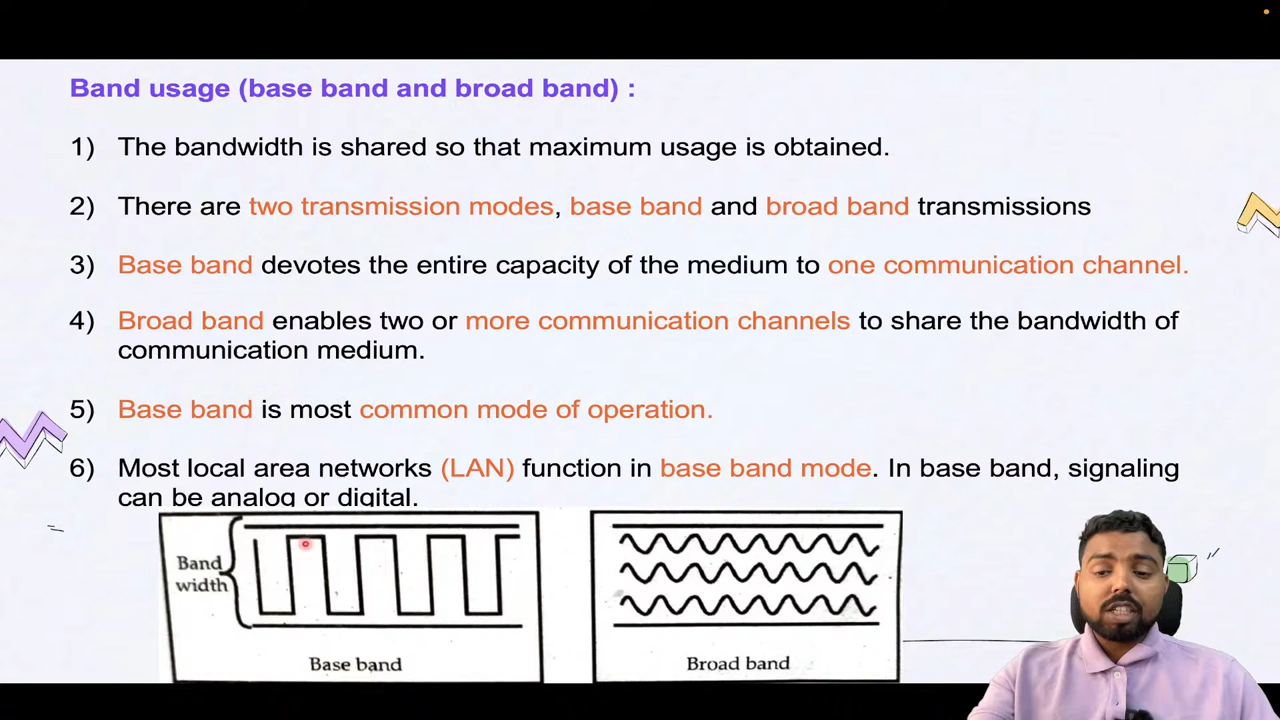 Band usage (base band and broad band) :
1) The bandwidth is shared so that maximum usage is obtained.
2) There are two transmission modes, base band and broad band transmissions
3) Base band devotes the entire capacity of the medium to one communication channel.
4) Broad band enables two or more communication channels to share the bandwidth of
communication medium.
5) Base band is most common mode of operation.
6) Most local area networks (LAN) function in base band mode. In base band, signaling
can be analog or digital.
Band
width
Base band
Broad band